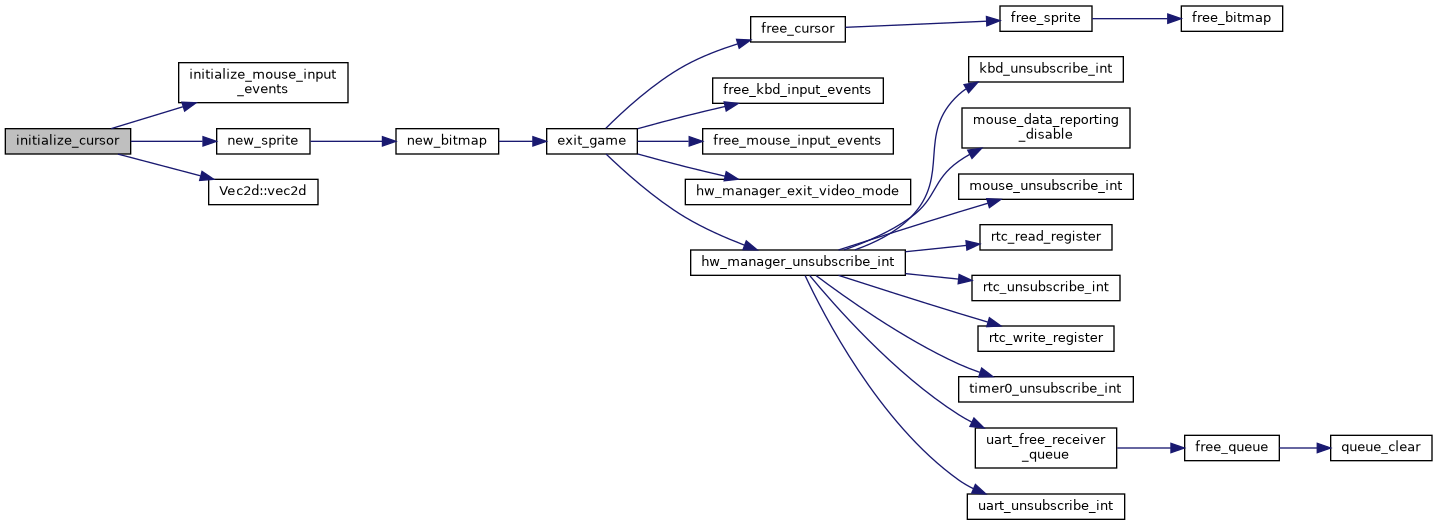 initialize_cursor
initialize_mouse_input
_events
new_sprite
Vec2d::vec2d
new_bitmap
exit_game
free_cursor
free_kbd_input_events
free_mouse_input_events
hw_manager_exit_video_mode
hw_manager_unsubscribe_int
free_sprite
free_bitmap
kbd_unsubscribe_int
mouse_data_reporting
_disable
mouse_unsubscribe_int
rtc_read_register
rtc_unsubscribe_int
rtc_write_register
timer0_unsubscribe_int
uart_free_receiver
_queue
uart_unsubscribe_int
free_queue
queue_clear